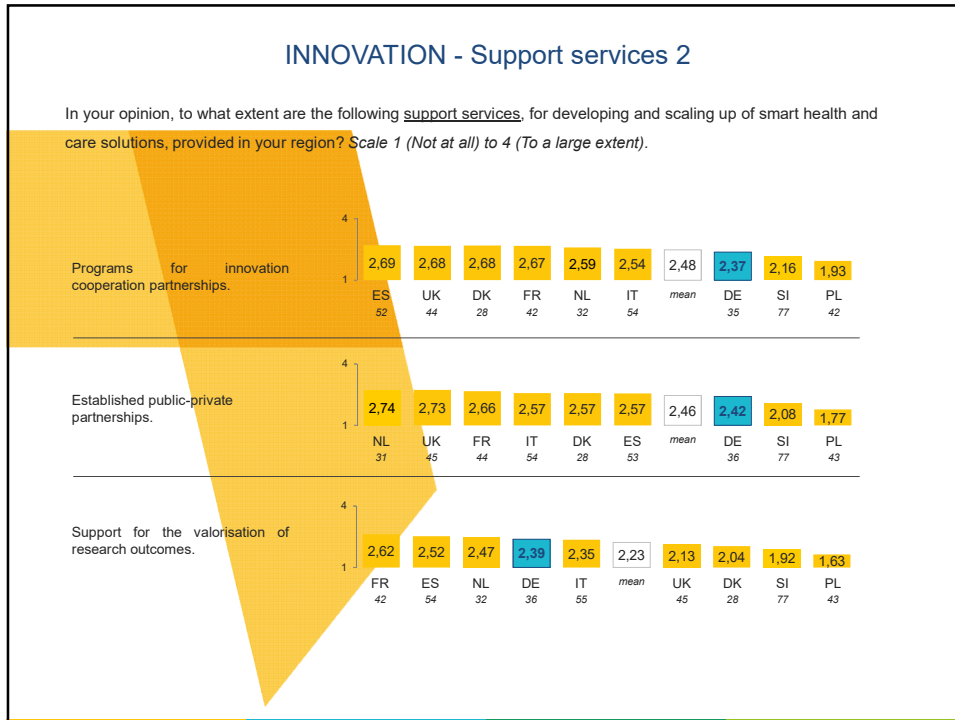 INNOVATION - Support services 2
In your opinion, to what extent are the following support services, for developing and scaling up of smart health and
care solutions, provided in your region? Scale 1 (Not at all) to 4 (To a large extent).
Programs for innovation
cooperation partnerships.
4
1
2,69 2,68 2,68 2,67 2,59 2,54 2,48 2,37 2,16 1,93
ES UK DK FR NL IT mean DE SI PL
52 44 28 42 32 54 35 77 42
Established public-private
partnerships.
4
1
2,74 2,73 2,66 2,57 2,57 2,57 2,46 2,42 2,08 1,77
NL UK FR IT DK ES mean DE SI PL
31 45 44 54 28 53 36 77 43
Support for the valorisation of
research outcomes.
4
1
2,62 2,52 2,47 2,39 2,35 2,23 2,13 2,04 1,92 1,63
FR ES NL DE IT mean UK DK SI PL
42 54 32 36 55 45 28 77 43